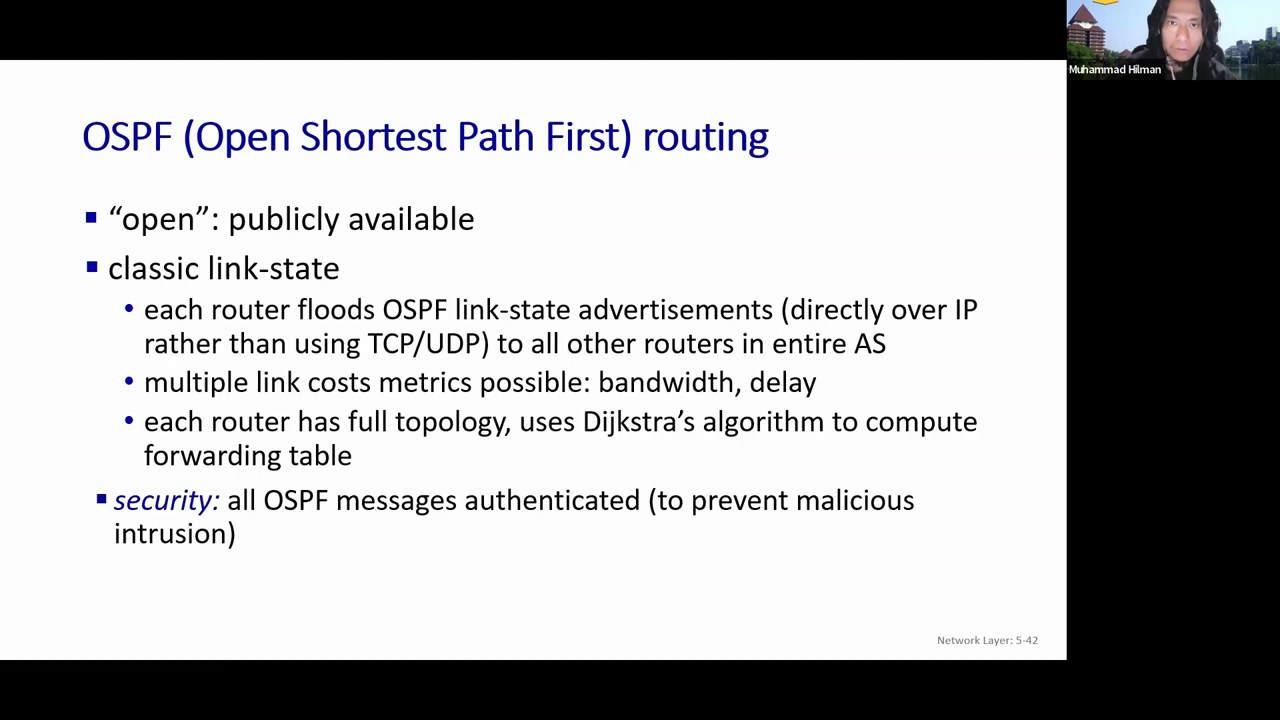 Muhammad Hilman
OSPF (Open Shortest Path First) routing
“open”: publicly available
classic link-state
each router floods OSPF link-state advertisements (directly over IP
rather than using TCP/UDP) to all other routers in entire AS
multiple link costs metrics possible: bandwidth, delay
each router has full topology, uses Dijkstra’s algorithm to compute
forwarding table
security: all OSPF messages authenticated (to prevent malicious
intrusion)
Network Layer: 5-42